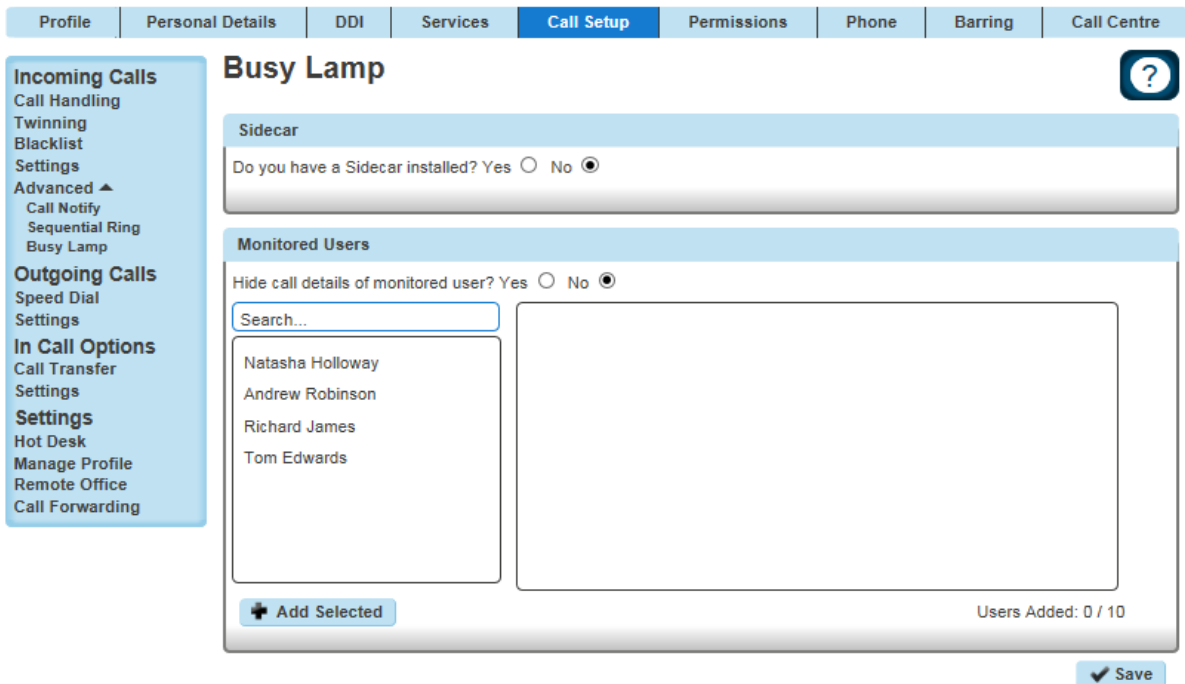 Profile Personal Details DDI Services Call Setup Permissions Phone Barring Call Centre
Incoming Calls
Call Handling
Twinning
Blacklist
Settings
Advanced
Call Notify
Sequential Ring
Busy Lamp
Outgoing Calls
Speed Dial
Settings
In Call Options
Call Transfer
Settings
Settings
Hot Desk
Manage Profile
Remote Office
Call Forwarding
Busy Lamp
?
Sidecar
Do you have a Sidecar installed? Yes No
Monitored Users
Hide call details of monitored user? Yes No
Search...
Natasha Holloway
Andrew Robinson
Richard James
Tom Edwards
Add Selected
Users Added: 0 / 10
Save